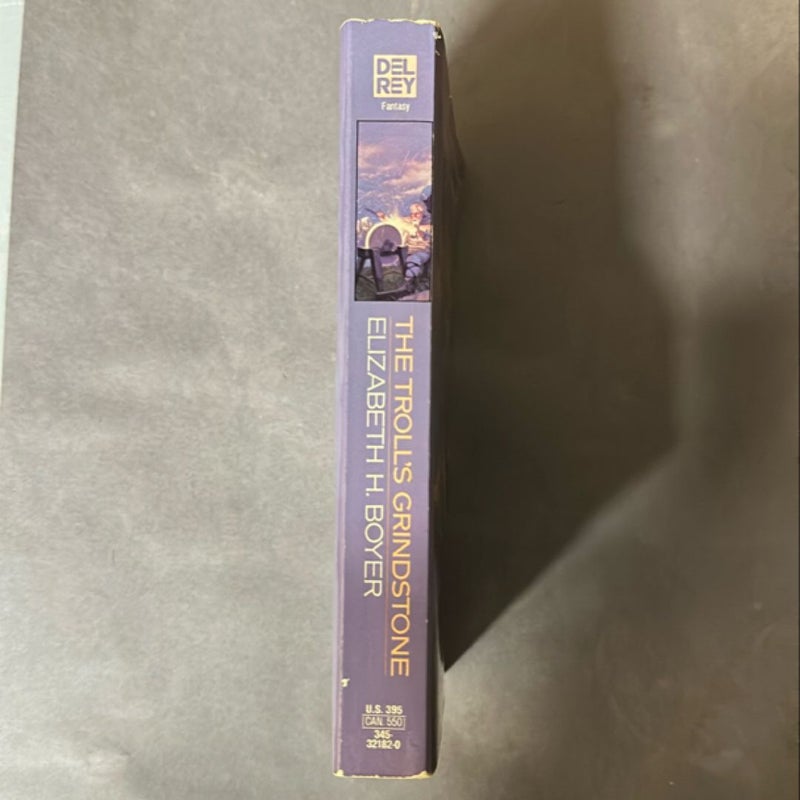 DEL
REY
Fantasy
THE TROLL'S GRINDSTONE
ELIZABETH H. BOYER
U.S. 395
CAN. 550
345-
32182-0